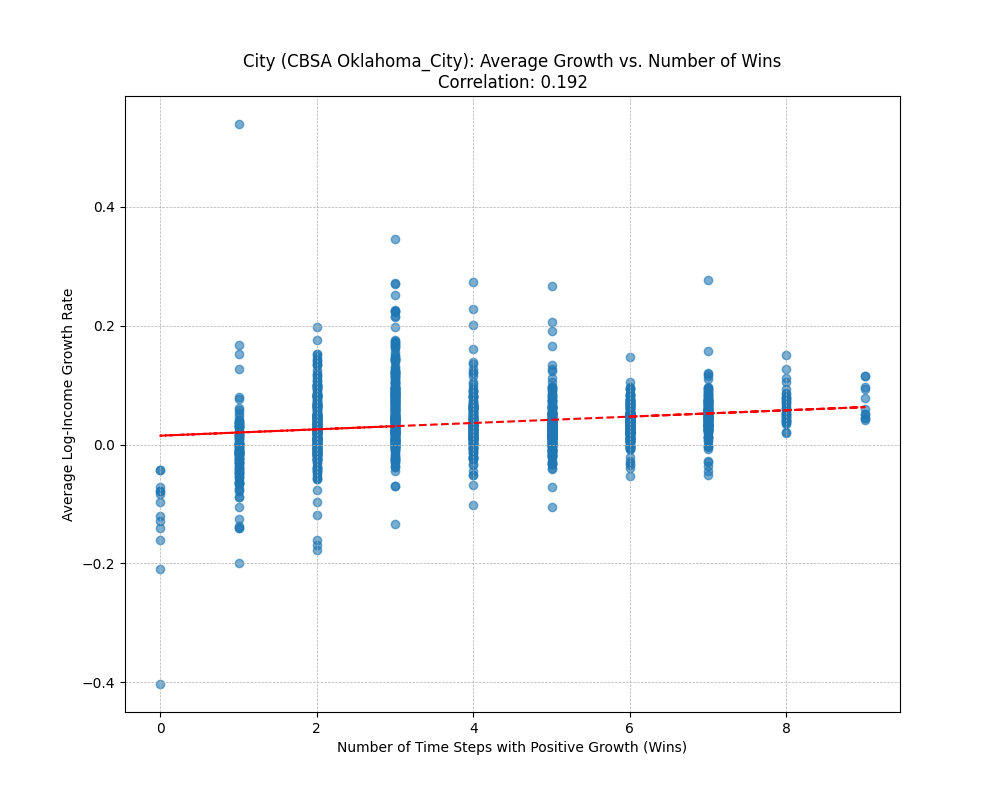 City (CBSA Oklahoma_City): Average Growth vs. Number of Wins
Correlation: 0.192
0.4
0.2
0.0
−0.2
−0.4
Average Log-Income Growth Rate
0 2 4 6 8
Number of Time Steps with Positive Growth (Wins)